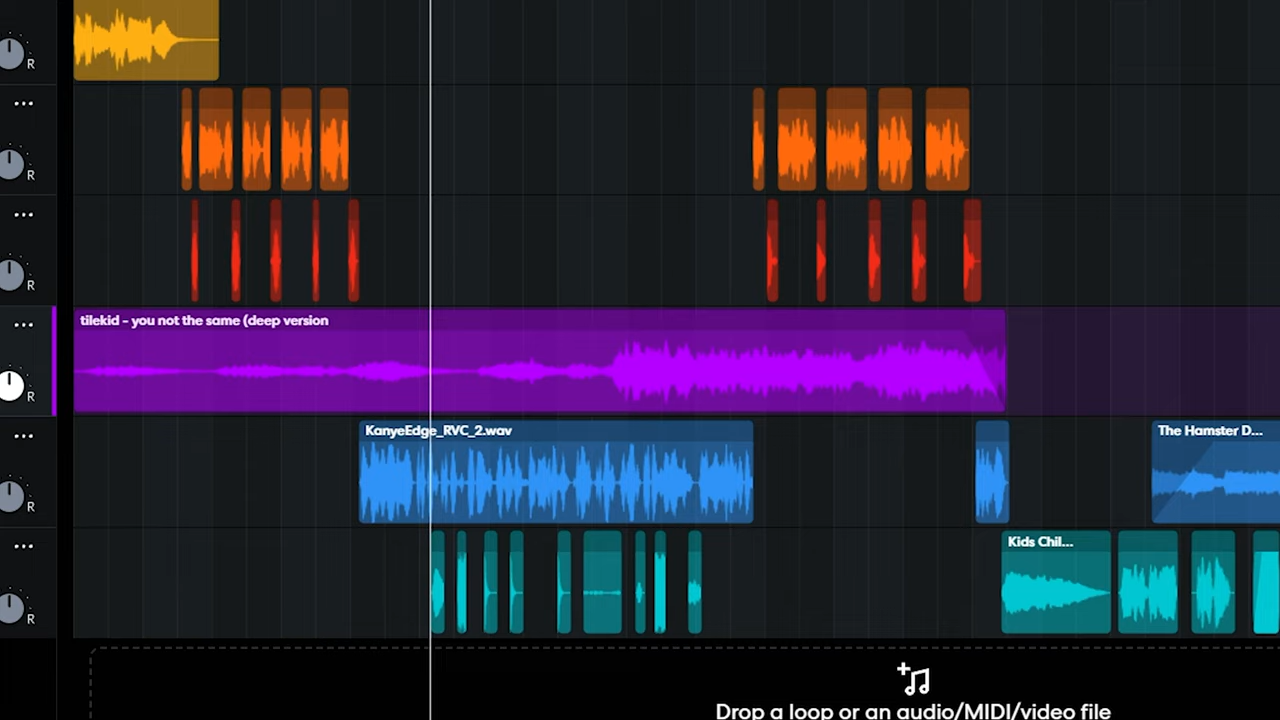 R
R
R
tilekid - you not the same (deep version
R
KanyeEdge_RVC_2.wav
The Hamster D...
R
Kids Chil...
R
Drop a loop or an audio/MIDI/video file